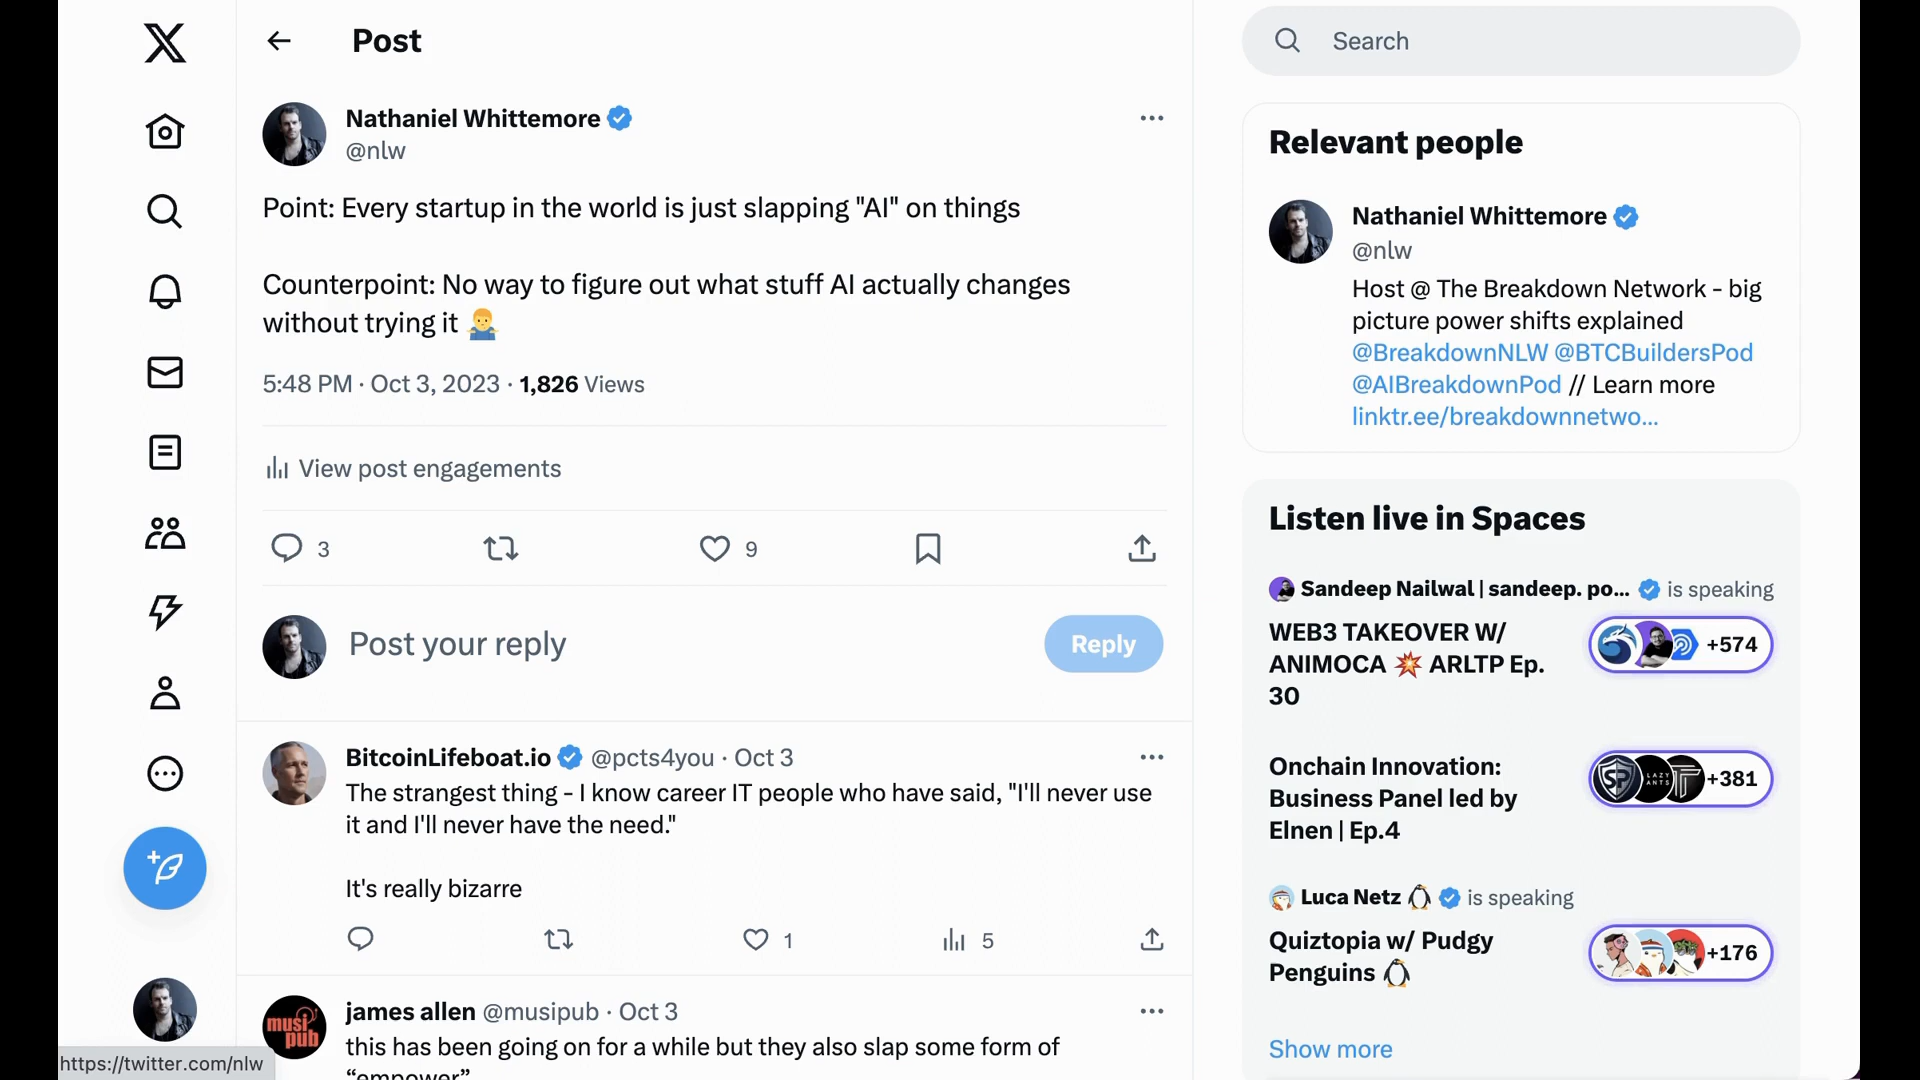 Post
Search
Nathaniel Whittemore
@nlw
Point: Every startup in the world is just slapping "AI" on things
Counterpoint: No way to figure out what stuff AI actually changes
without trying it 🤷‍♂️
5:48 PM · Oct 3, 2023 · 1,826 Views
View post engagements
3
9
Post your reply
Reply
BitcoinLifeboat.io @pcts4you · Oct 3
The strangest thing - I know career IT people who have said, "I'll never use
it and I'll never have the need."
It's really bizarre
1
5
musi
pub
james allen @musipub · Oct 3
this has been going on for a while but they also slap some form of
“empower”
Relevant people
Nathaniel Whittemore
@nlw
Host @ The Breakdown Network - big
picture power shifts explained
@BreakdownNLW @BTCBuildersPod
@AIBreakdownPod // Learn more
linktr.ee/breakdownnetwo...
Listen live in Spaces
Sandeep Nailwal | sandeep. po... is speaking
WEB3 TAKEOVER W/
ANIMOCA 💥 ARLTP Ep.
30
+574
Onchain Innovation:
Business Panel led by
Elnen | Ep.4
SP
LAZY
ANTS
+381
Luca Netz 🐧 is speaking
Quiztopia w/ Pudgy
Penguins 🐧
+176
Show more
https://twitter.com/nlw